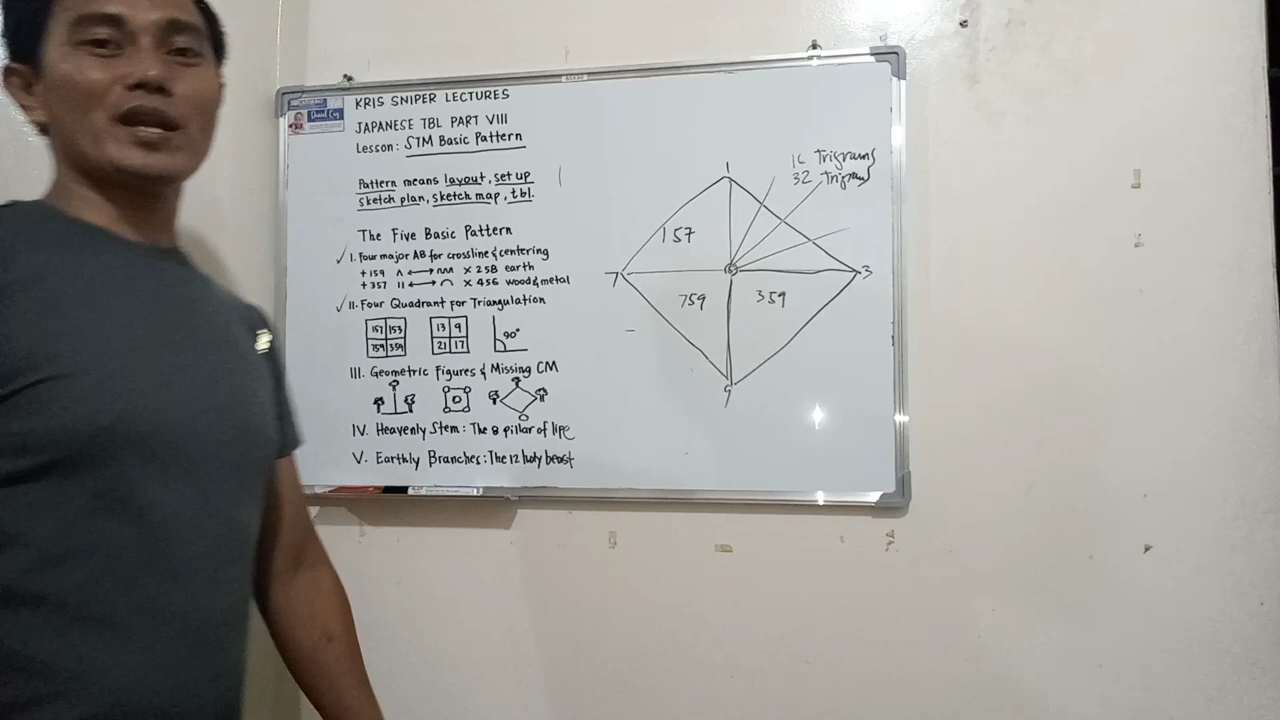 60X90
KRIS SNIPER LECTURES
JAPANESE TBL PART VIII
Lesson: STM Basic Pattern
Pattern means layout, set up
sketch plan, sketch map, tbl.
The Five Basic Pattern
I. Four major AB for crossline & centering
+159 ⟷ × 258 earth
+357 ⟷ × 456 wood & metal
II. Four Quadrant for Triangulation
157 153
759 359
13 9
21 17
90°
III. Geometric Figures & Missing CM
IV. Heavenly Stem: The 8 pillar of life
V. Earthly Branches: The 12 holy beast
Trigrams
32 Trigrams
1
157
7
3
759
359
9